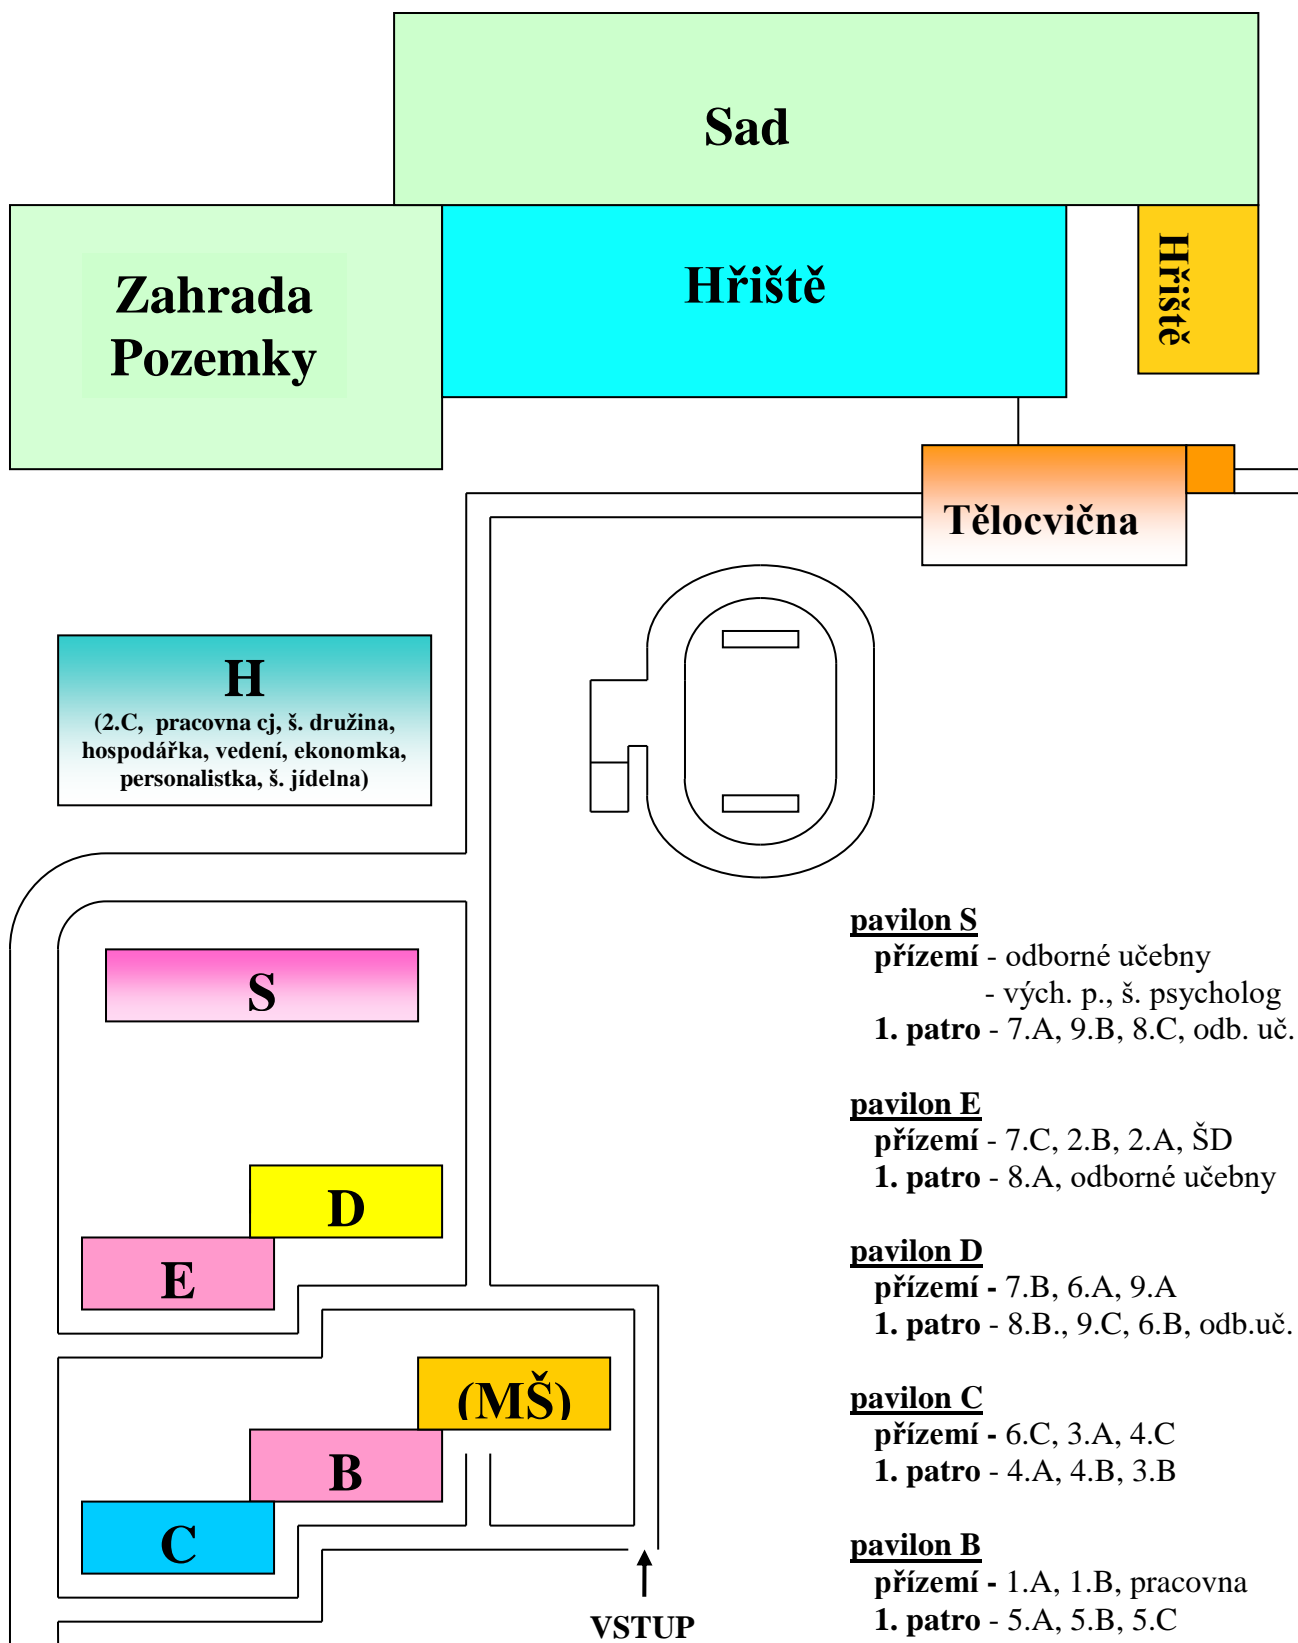 Sad
Zahrada
Pozemky
Hřiště
Hřiště
Tělocvična
H
(2.C, pracovna cj, š. družina,
hospodářka, vedení, ekonomka,
personalistka, š. jídelna)
S
D
E
(MŠ)
B
C
VSTUP
pavilon S
přízemí - odborné učebny
- vých. p., š. psycholog
1. patro - 7.A, 9.B, 8.C, odb. uč.
pavilon E
přízemí - 7.C, 2.B, 2.A, ŠD
1. patro - 8.A, odborné učebny
pavilon D
přízemí - 7.B, 6.A, 9.A
1. patro - 8.B., 9.C, 6.B, odb.uč.
pavilon C
přízemí - 6.C, 3.A, 4.C
1. patro - 4.A, 4.B, 3.B
pavilon B
přízemí - 1.A, 1.B, pracovna
1. patro - 5.A, 5.B, 5.C